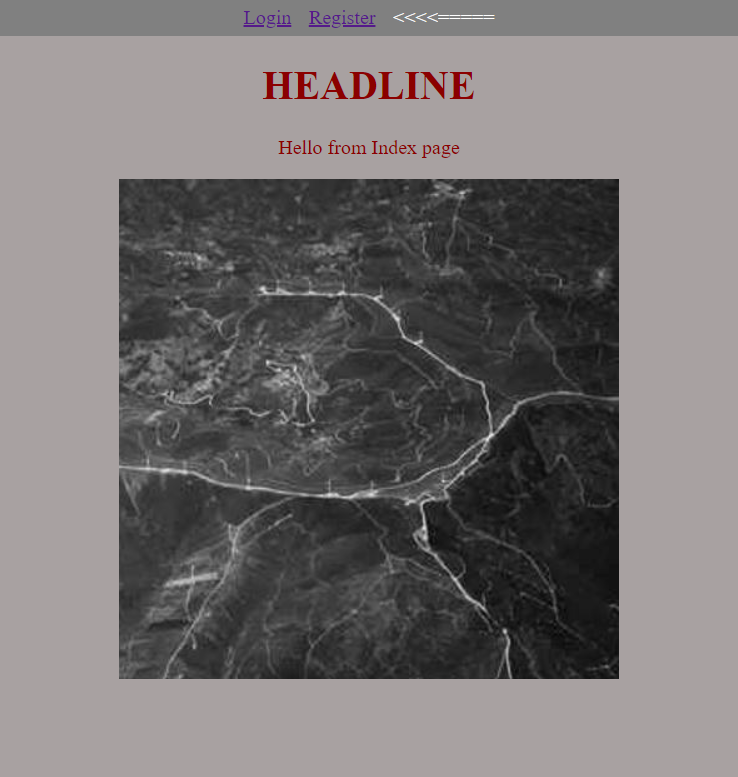 Login Register <<<<=====
HEADLINE
Hello from Index page